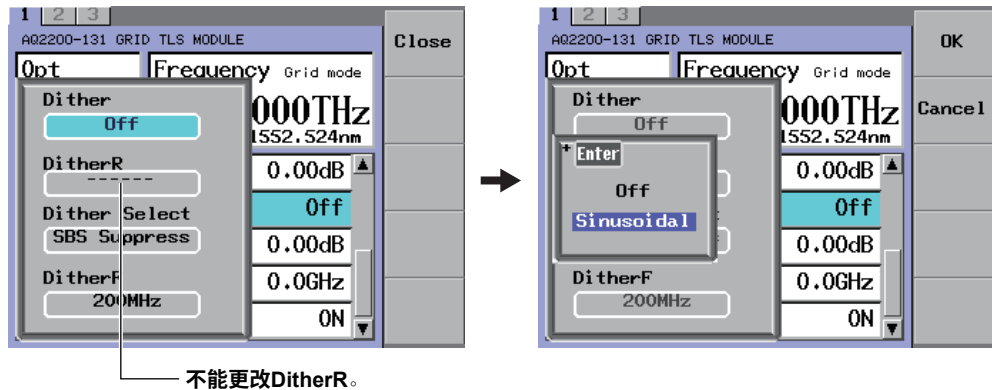 1 2 3
AQ2200-131 GRID TLS MODULE
Close
Opt
Frequency Grid mode
Dither
Off
000THz
1552.524nm
DitherR
------
0.00dB
Dither Select
Off
SBS Suppress
0.00dB
DitherF
0.0GHz
200MHz
ON
不能更改DitherR。
1 2 3
AQ2200-131 GRID TLS MODULE
OK
Opt
Frequency Grid mode
Dither
Off
000THz
1552.524nm
Cancel
+ Enter
Off
Sinusoidal
0.00dB
Off
0.00dB
DitherF
0.0GHz
200MHz
ON